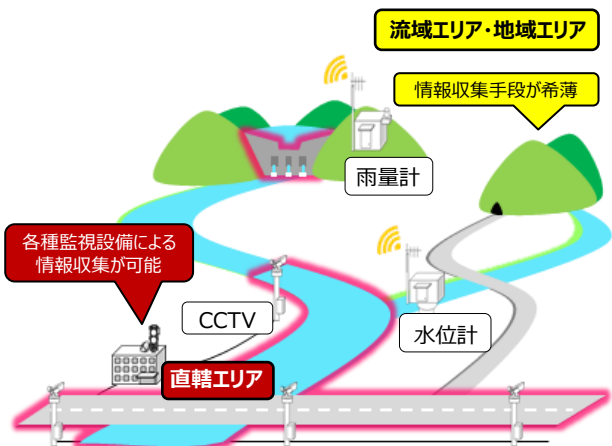 流域エリア・地域エリア
情報収集手段が希薄
雨量計
各種監視設備による
情報収集が可能
CCTV
水位計
直轄エリア